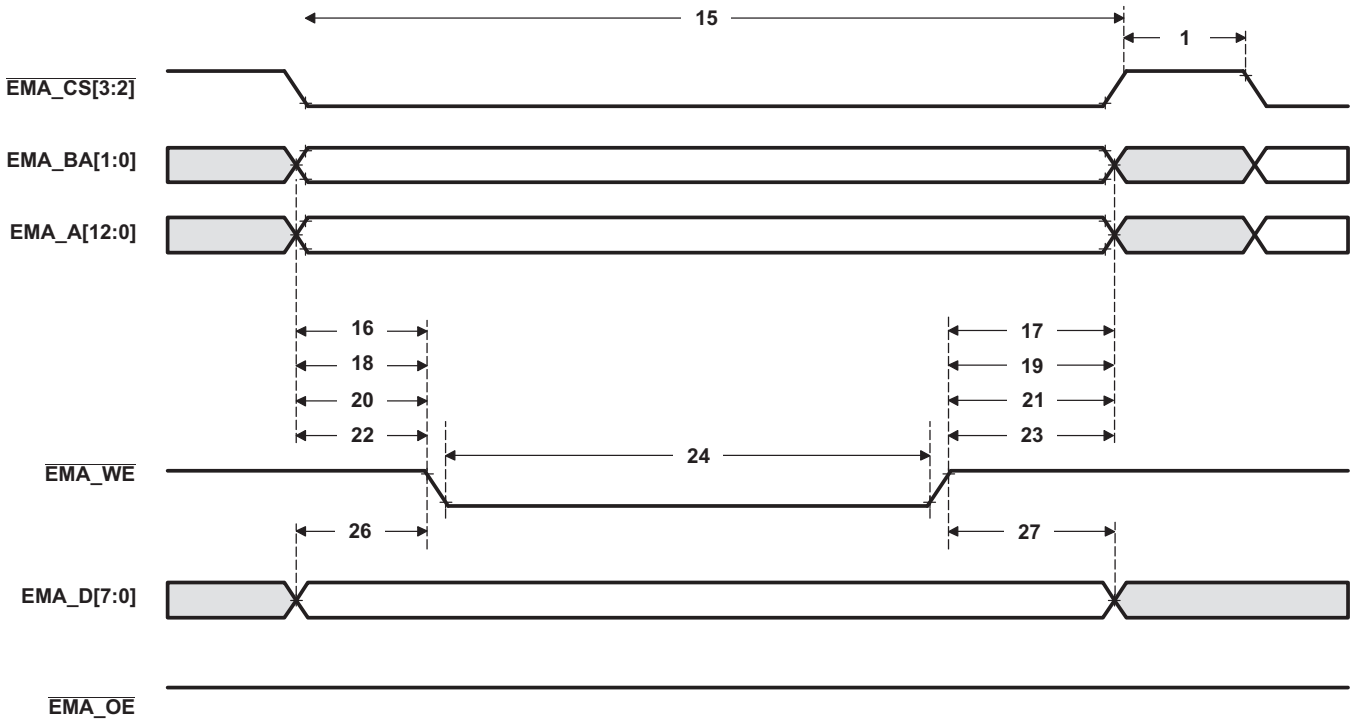 15
1
EMA_CS[3:2]
EMA_BA[1:0]
EMA_A[12:0]
16
17
18
19
20
21
22
23
24
EMA_WE
26
27
EMA_D[7:0]
EMA_OE